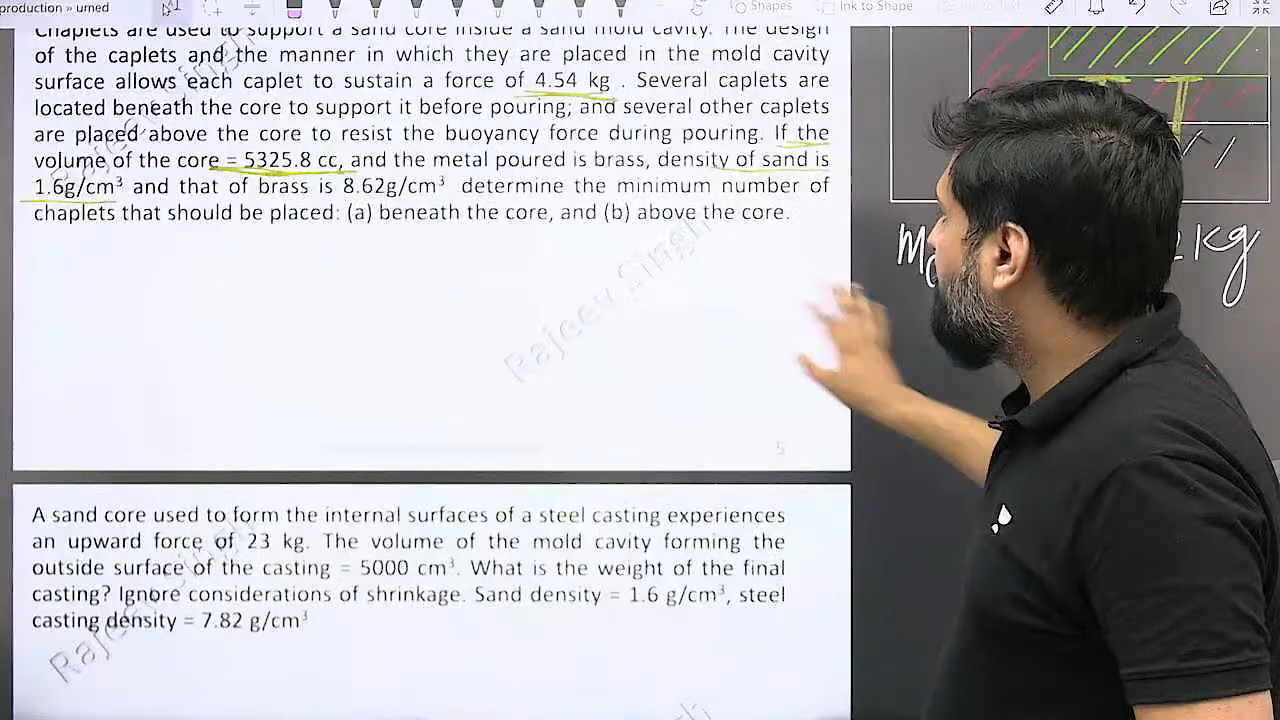 production » umed
Shapes
Ink to Shape
Ink to Text
Chaplets are used to support a sand core inside a sand mold cavity. The design
of the caplets and the manner in which they are placed in the mold cavity
surface allows each caplet to sustain a force of 4.54 kg . Several caplets are
located beneath the core to support it before pouring; and several other caplets
are placed above the core to resist the buoyancy force during pouring. If the
volume of the core = 5325.8 cc, and the metal poured is brass, density of sand is
1.6g/cm³ and that of brass is 8.62g/cm³ determine the minimum number of
chaplets that should be placed: (a) beneath the core, and (b) above the core.
Rajeev Singh
kg
5
A sand core used to form the internal surfaces of a steel casting experiences
an upward force of 23 kg. The volume of the mold cavity forming the
outside surface of the casting = 5000 cm³. What is the weight of the final
casting? Ignore considerations of shrinkage. Sand density = 1.6 g/cm³, steel
casting density = 7.82 g/cm³
Rajeev Singh